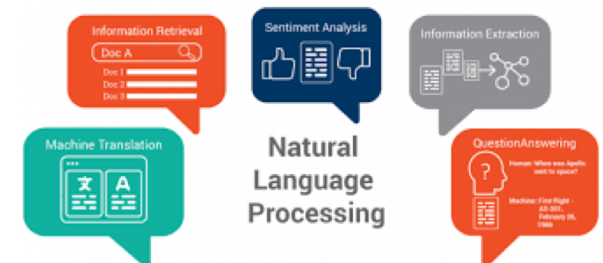 Information Retrieval
Doc A
Doc 1
Doc 2
Doc 3
Sentiment Analysis
Information Extraction
Machine Translation
文 A
Natural
Language
Processing
QuestionAnswering
?
Human: When was Apollo
sent to space?
Machine: First flight -
AS-201,
February 26,
1966